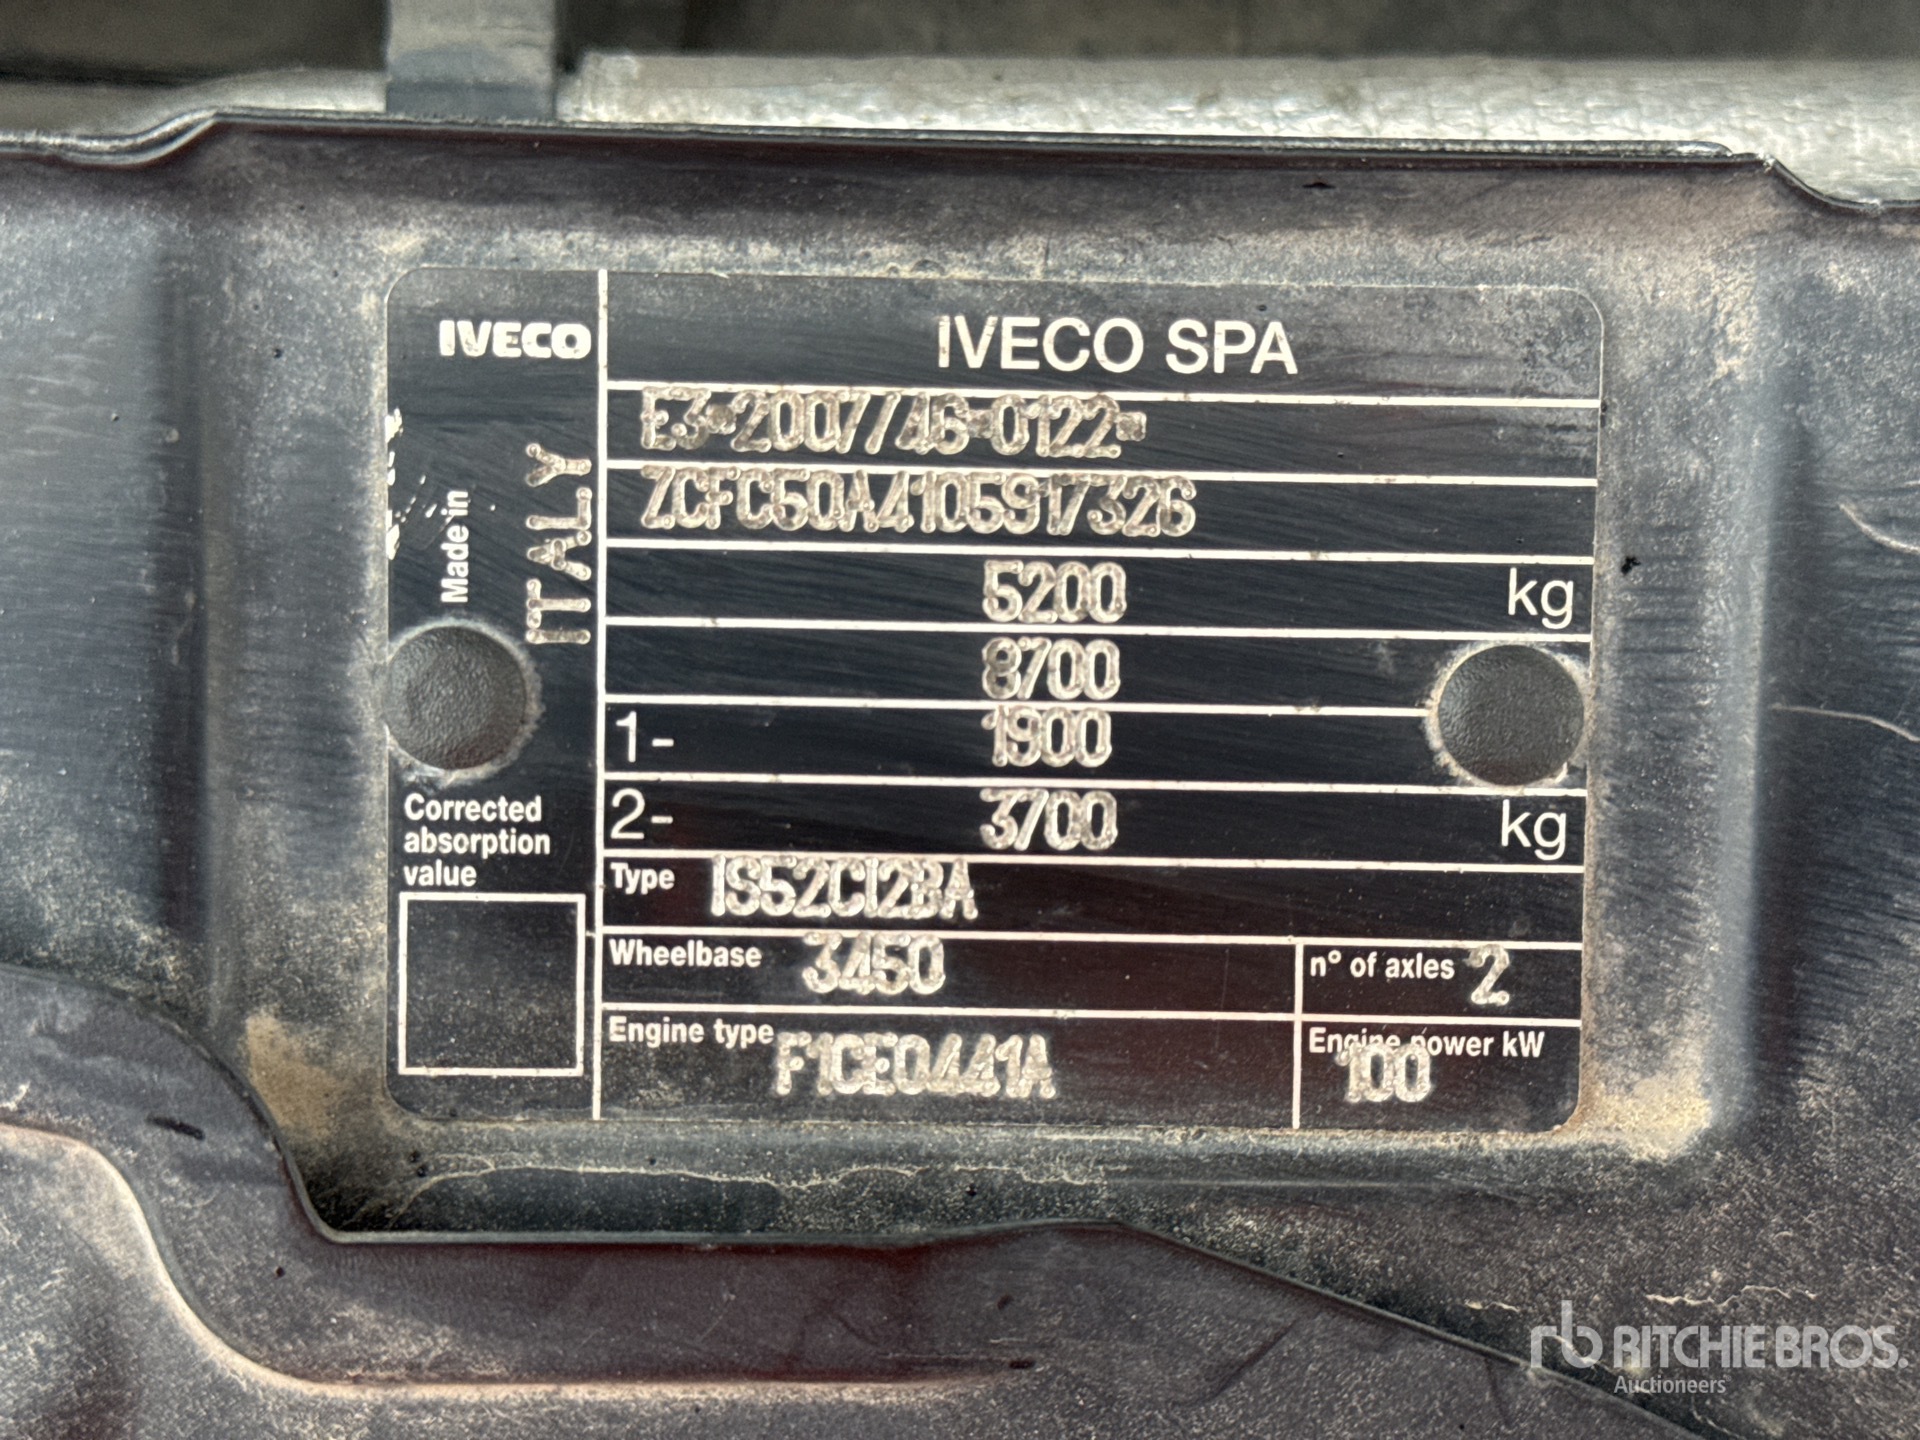 IVECO
IVECO SPA
E3*2007/46*0122*
ZCFC50A4105917326
5200 kg
8700
1- 1900
2- 3700 kg
Made in
ITALY
Corrected
absorption
value
Type IS52CI2BA
Wheelbase 3450
n° of axles 2
Engine type F1CE0441A
Engine power kW
100
rb RITCHIE BROS.
Auctioneers